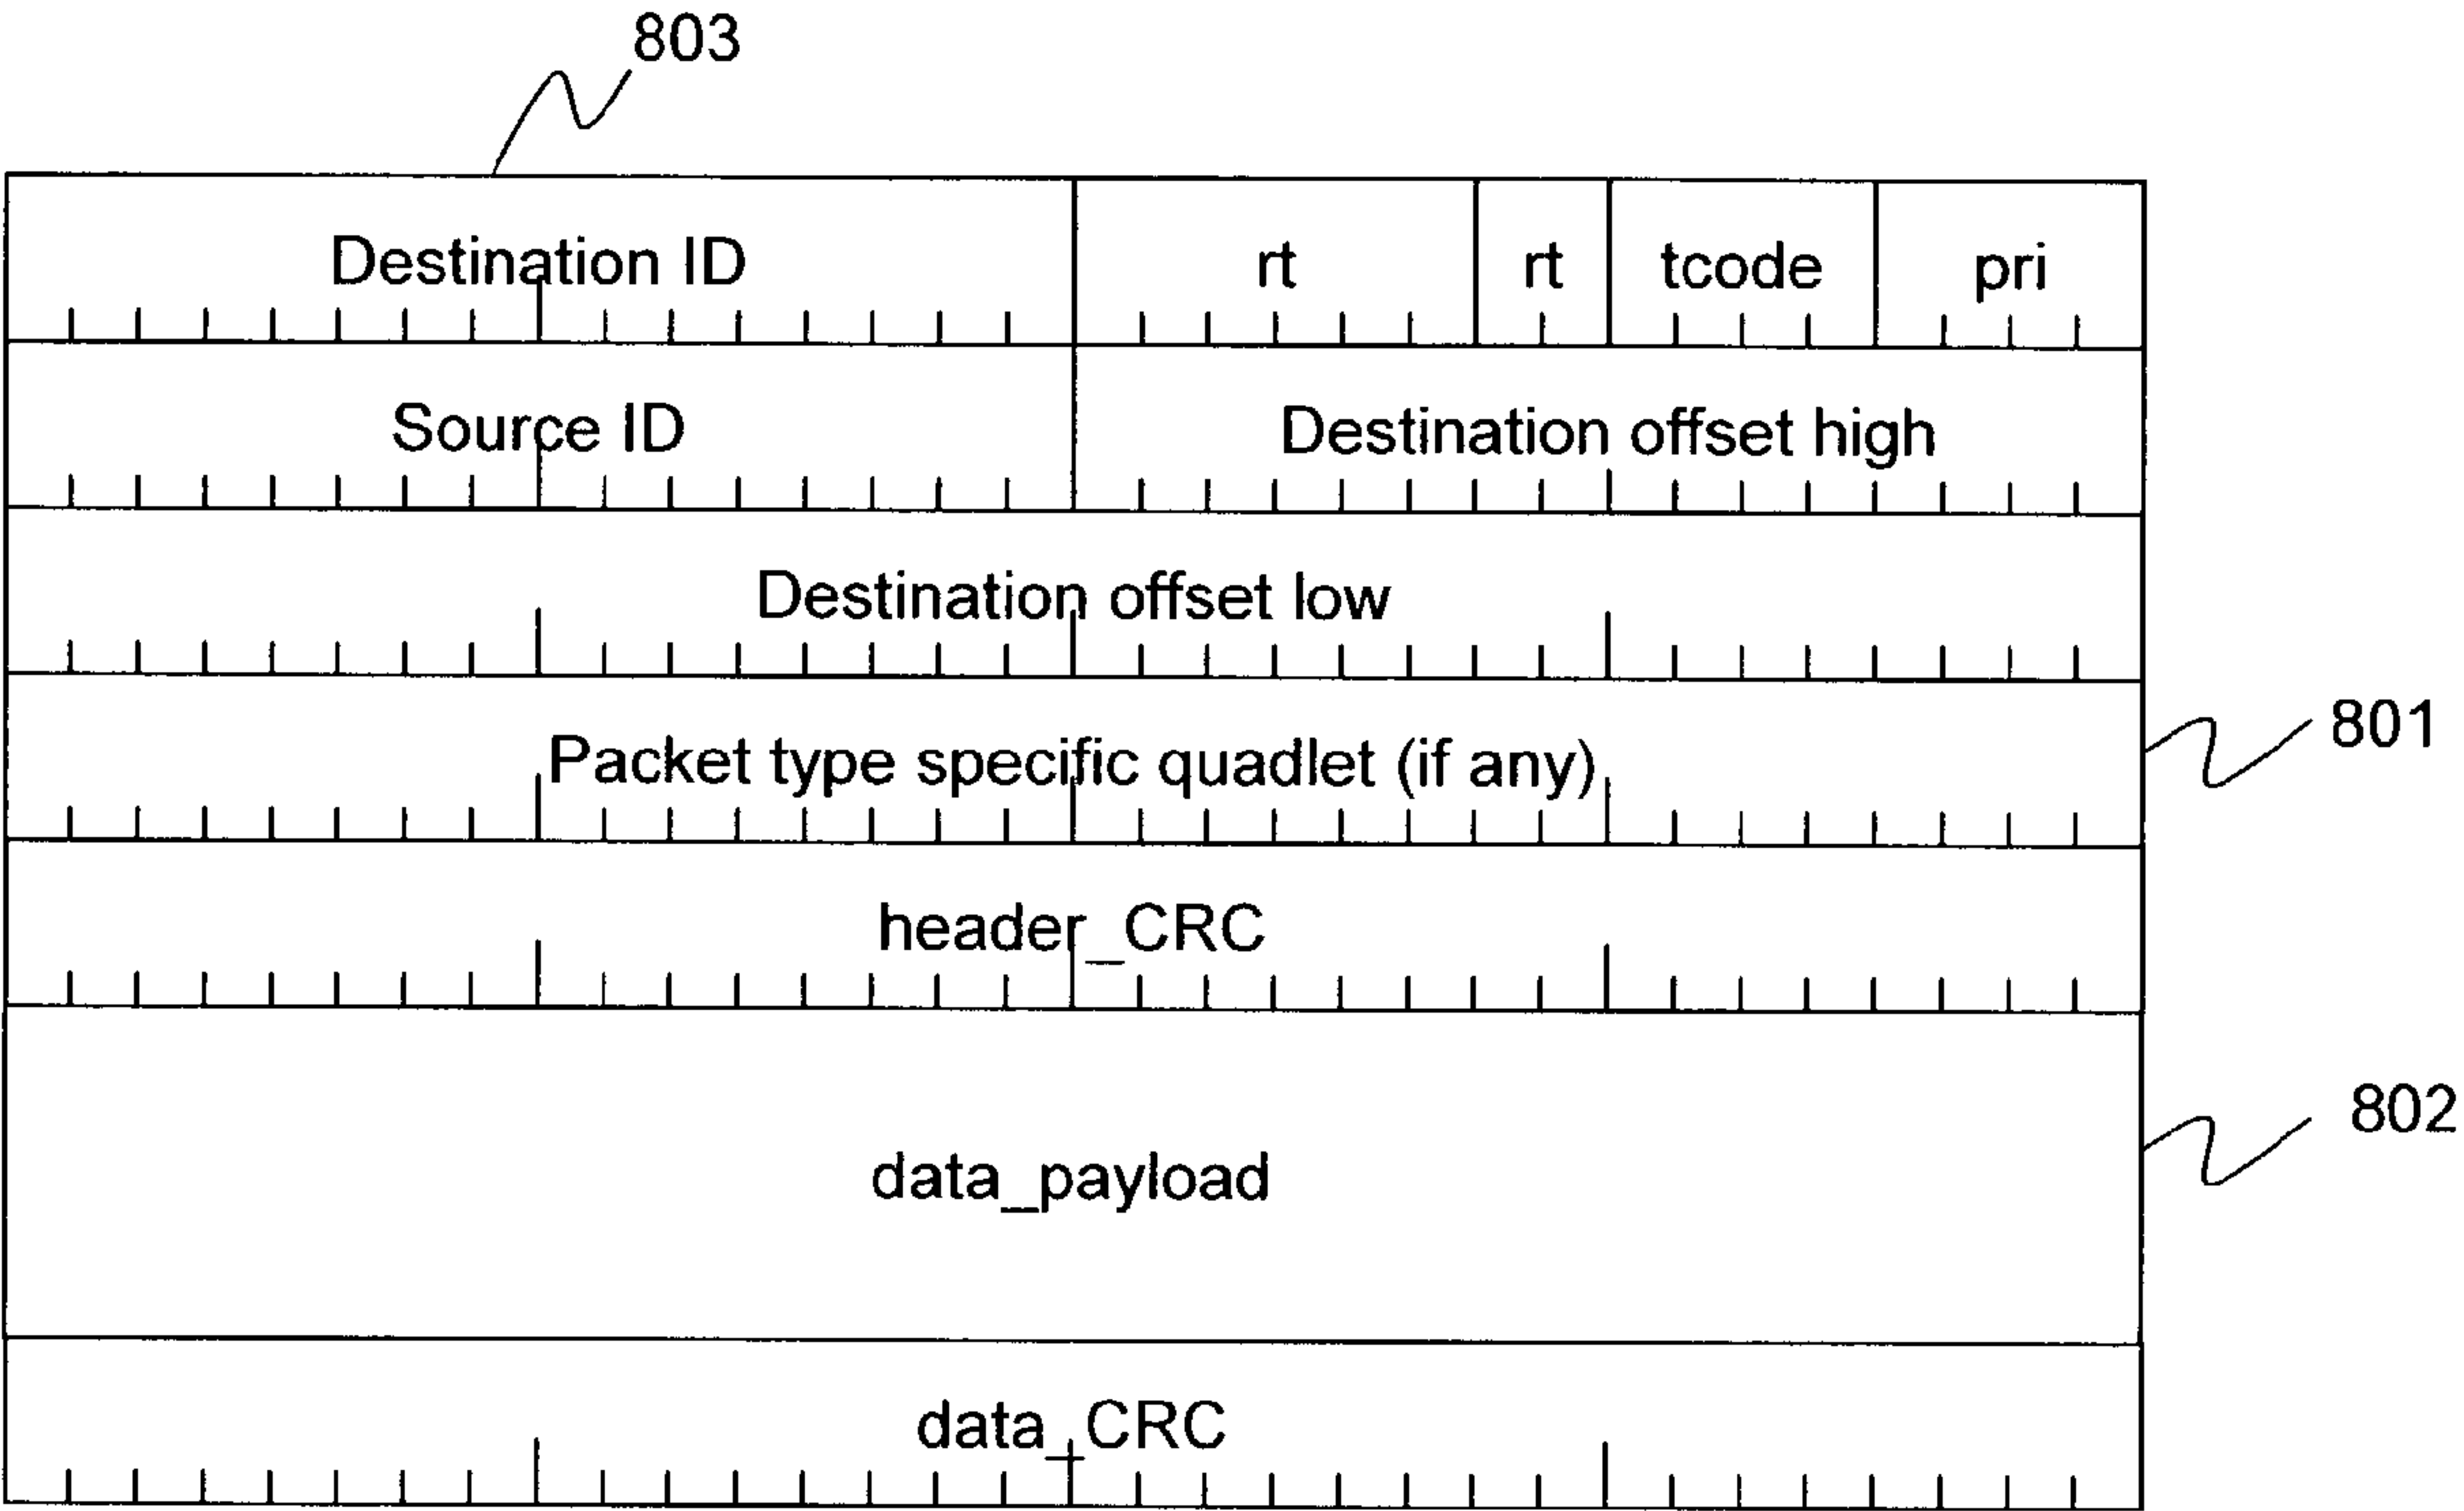 803
Destination ID rt rt tcode pri
Source ID Destination offset high
Destination offset low
Packet type specific quadlet (if any)
801
header_CRC
data_payload
802
data_CRC